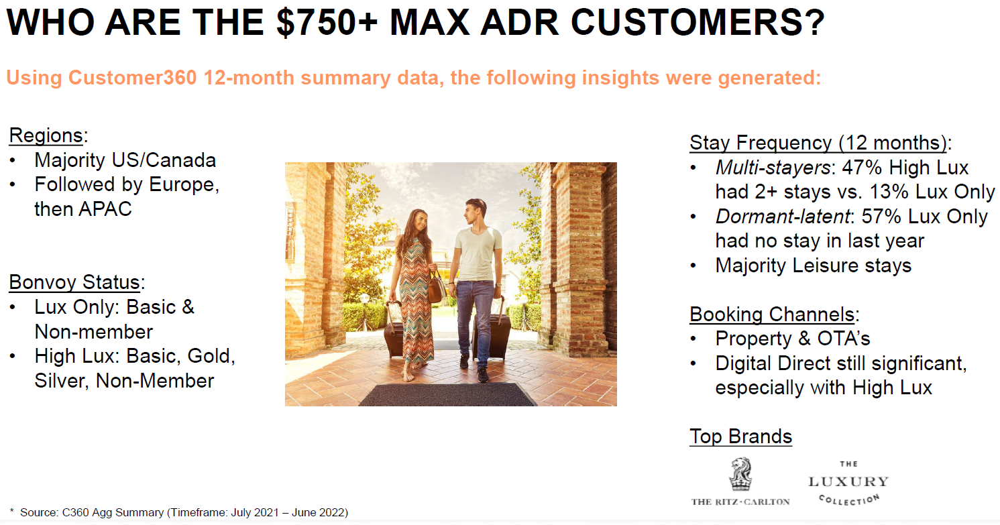 WHO ARE THE $750+ MAX ADR CUSTOMERS?
Using Customer360 12-month summary data, the following insights were generated:
Regions:
• Majority US/Canada
• Followed by Europe,
then APAC
Bonvoy Status:
• Lux Only: Basic &
Non-member
• High Lux: Basic, Gold,
Silver, Non-Member
Stay Frequency (12 months):
• Multi-stayers: 47% High Lux
had 2+ stays vs. 13% Lux Only
• Dormant-latent: 57% Lux Only
had no stay in last year
• Majority Leisure stays
Booking Channels:
• Property & OTA’s
• Digital Direct still significant,
especially with High Lux
Top Brands
THE RITZ-CARLTON
THE
LUXURY
COLLECTION
* Source: C360 Agg Summary (Timeframe: July 2021 – June 2022)